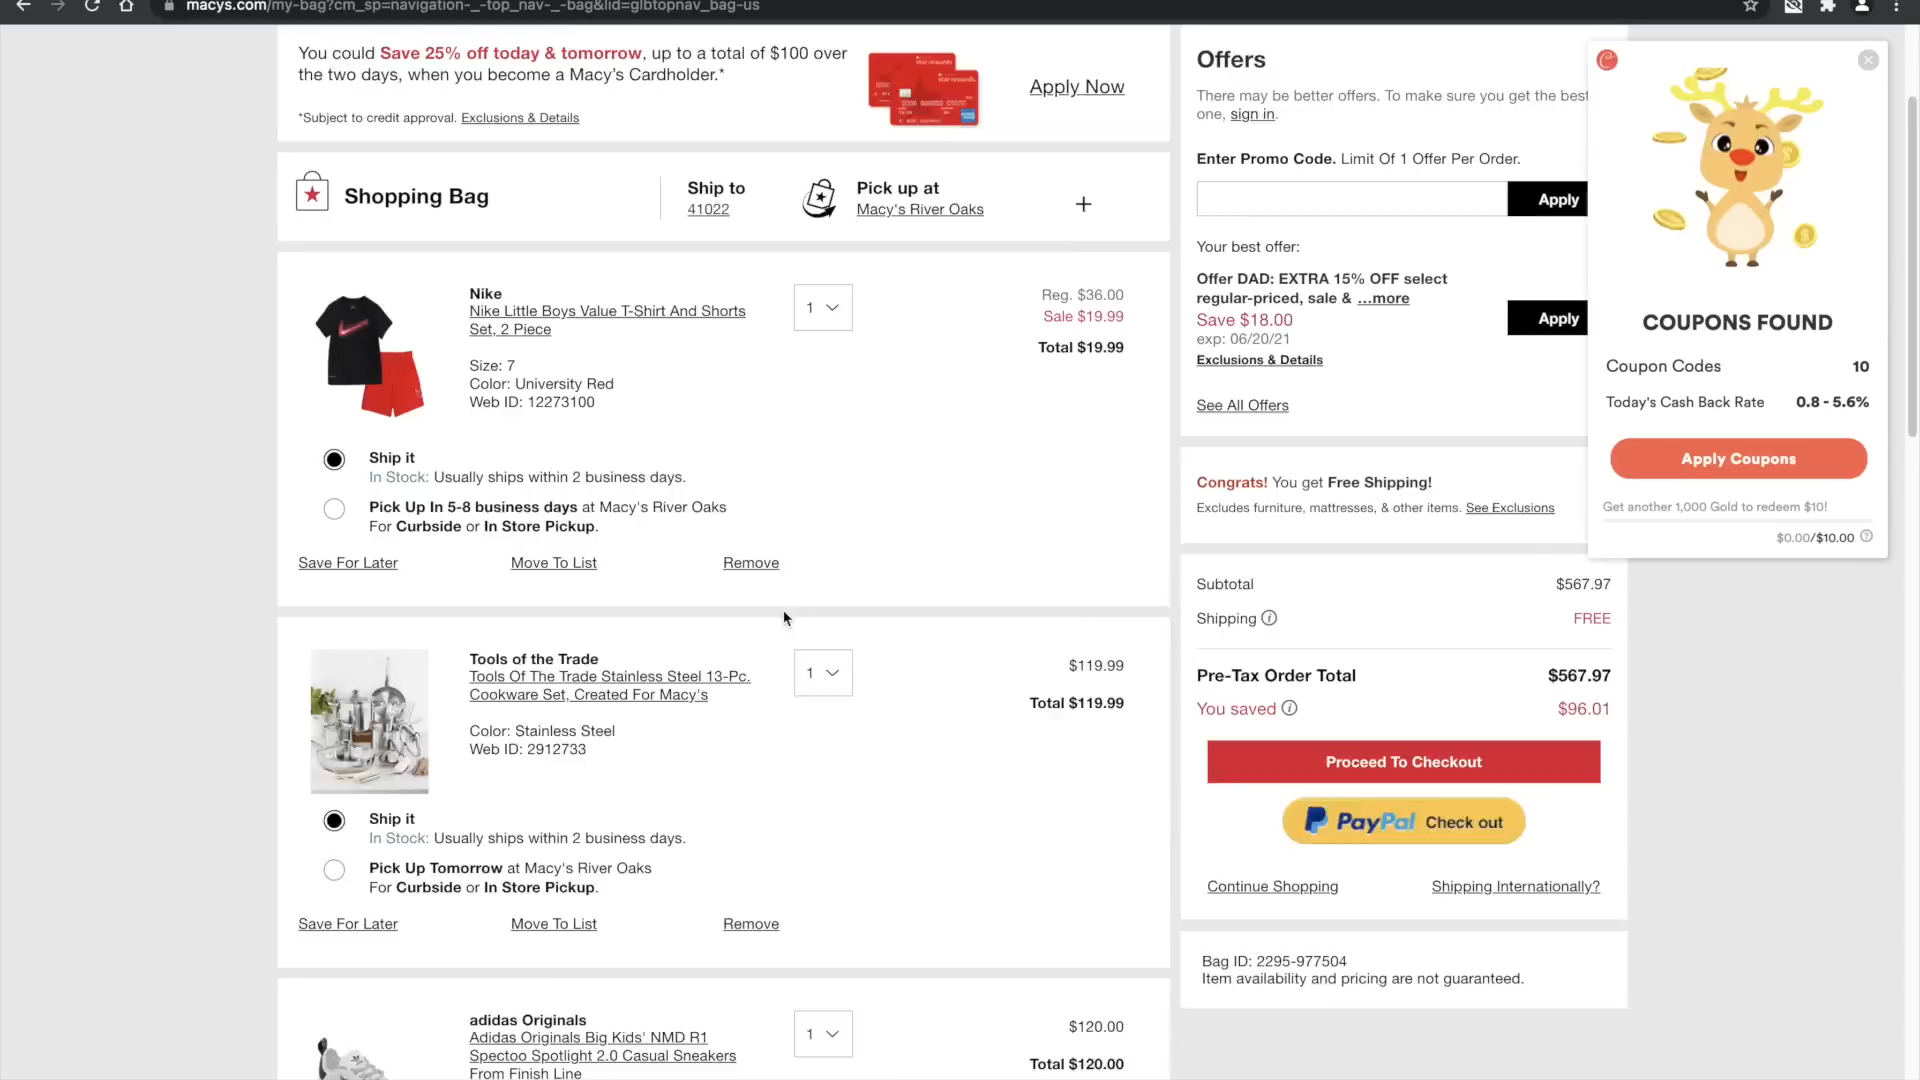 macys.com/my-bag?cm_sp=navigation-_-top_nav-_-bag&lid=glbtopnav_bag-us
You could Save 25% off today & tomorrow, up to a total of $100 over
the two days, when you become a Macy's Cardholder.*
*Subject to credit approval. Exclusions & Details
Apply Now
Shopping Bag
Ship to
41022
Pick up at
Macy's River Oaks
+
Nike
Nike Little Boys Value T-Shirt And Shorts
Set, 2 Piece
Size: 7
Color: University Red
Web ID: 12273100
1
Reg. $36.00
Sale $19.99
Total $19.99
Ship it
In Stock: Usually ships within 2 business days.
Pick Up In 5-8 business days at Macy's River Oaks
For Curbside or In Store Pickup.
Save For Later
Move To List
Remove
Tools of the Trade
Tools Of The Trade Stainless Steel 13-Pc.
Cookware Set, Created For Macy's
Color: Stainless Steel
Web ID: 2912733
1
$119.99
Total $119.99
Ship it
In Stock: Usually ships within 2 business days.
Pick Up Tomorrow at Macy's River Oaks
For Curbside or In Store Pickup.
Save For Later
Move To List
Remove
adidas Originals
Adidas Originals Big Kids' NMD R1
Spectoo Spotlight 2.0 Casual Sneakers
From Finish Line
1
$120.00
Total $120.00
Offers
There may be better offers. To make sure you get the best
one, sign in.
Enter Promo Code. Limit Of 1 Offer Per Order.
Apply
Your best offer:
Offer DAD: EXTRA 15% OFF select
regular-priced, sale & ...more
Save $18.00
exp: 06/20/21
Exclusions & Details
Apply
See All Offers
Congrats! You get Free Shipping!
Excludes furniture, mattresses, & other items. See Exclusions
Subtotal $567.97
Shipping FREE
Pre-Tax Order Total $567.97
You saved $96.01
Proceed To Checkout
PayPal Check out
Continue Shopping
Shipping Internationally?
Bag ID: 2295-977504
Item availability and pricing are not guaranteed.
COUPONS FOUND
Coupon Codes 10
Today's Cash Back Rate 0.8 - 5.6%
Apply Coupons
Get another 1,000 Gold to redeem $10!
$0.00/$10.00